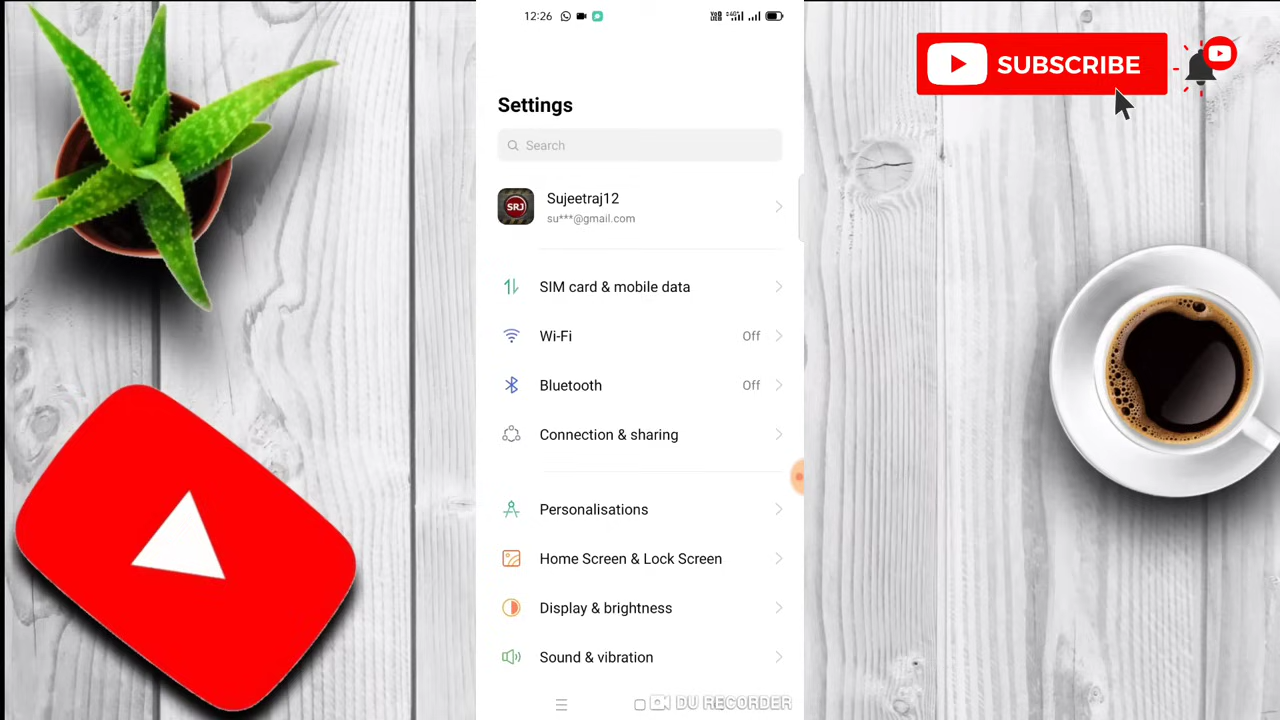 12:26
SUBSCRIBE
Settings
Search
SRJ
Sujeetraj12
su***@gmail.com
SIM card & mobile data
Wi-Fi Off
Bluetooth Off
Connection & sharing
Personalisations
Home Screen & Lock Screen
Display & brightness
Sound & vibration
DU RECORDER